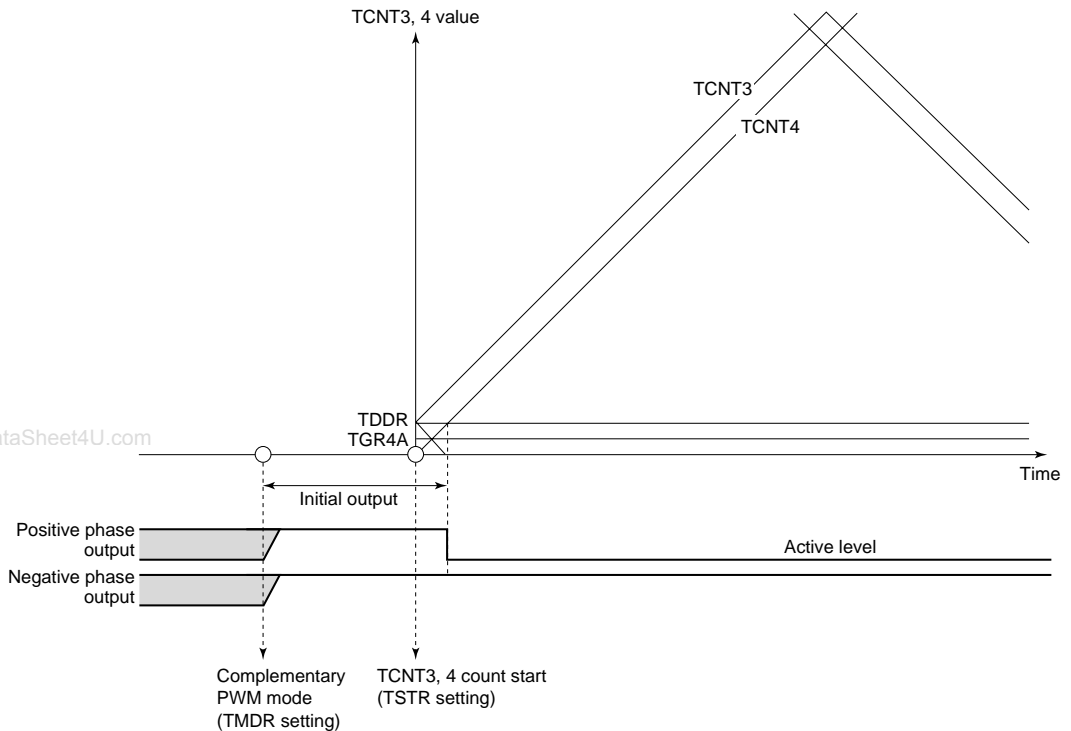 TCNT3, 4 value
TCNT3
TCNT4
TDDR
TGR4A
ataSheet4U.com
Time
Initial output
Positive phase
output
Active level
Negative phase
output
Complementary
PWM mode
(TMDR setting)
TCNT3, 4 count start
(TSTR setting)